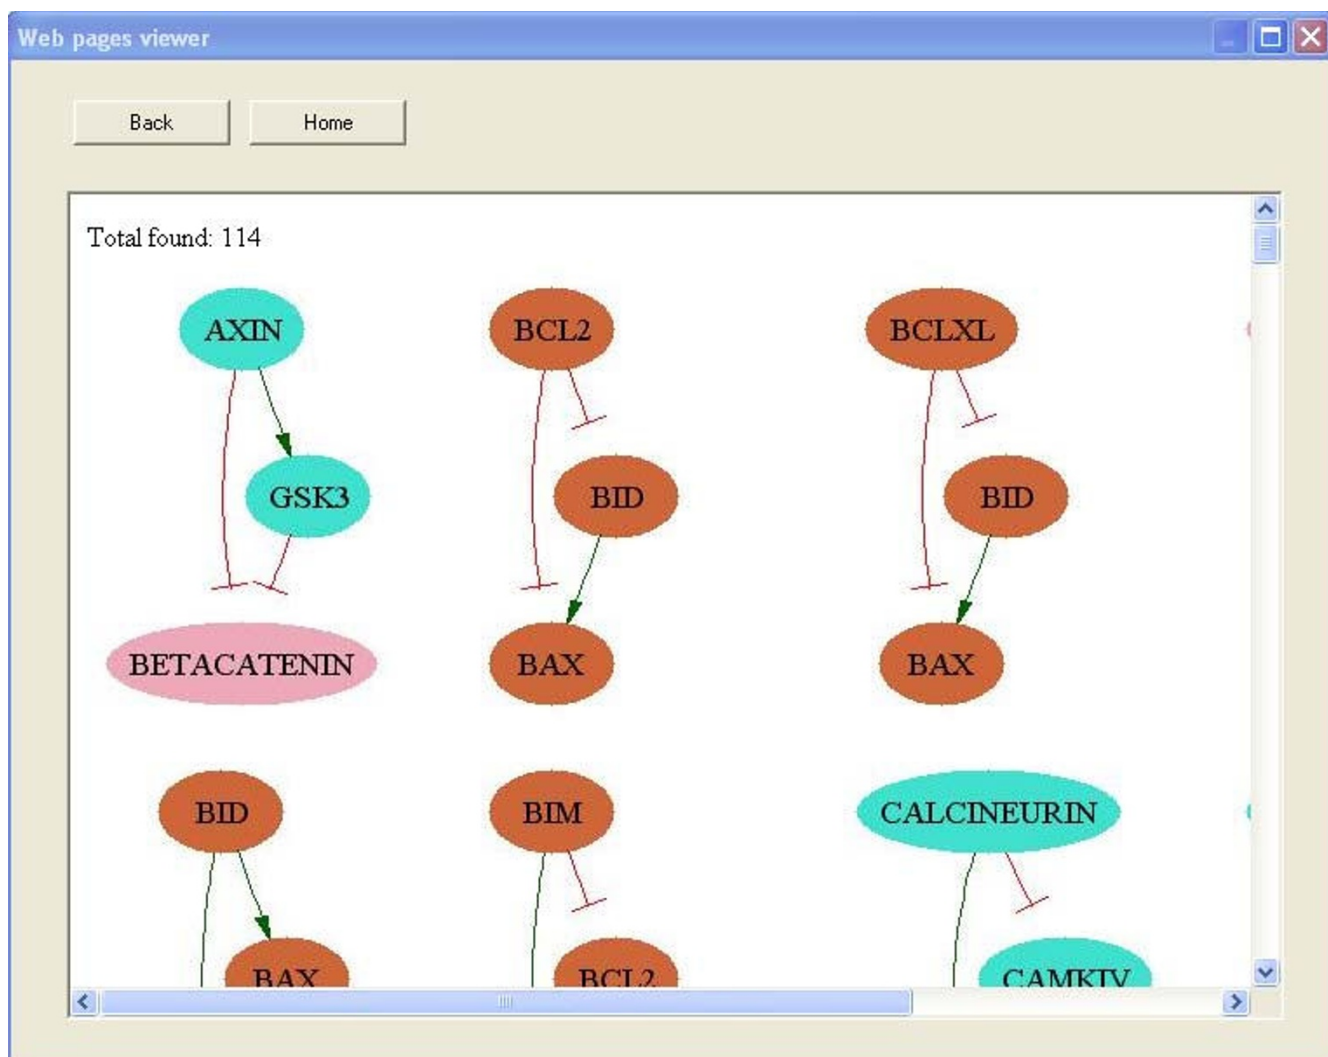 Web pages viewer
Back Home
Total found: 114
AXIN BCL2 BCLXL
GSK3 BID BID
BETACATENIN BAX BAX
BID BIM CALCINEURIN
BAX BCL2 CAMKIV